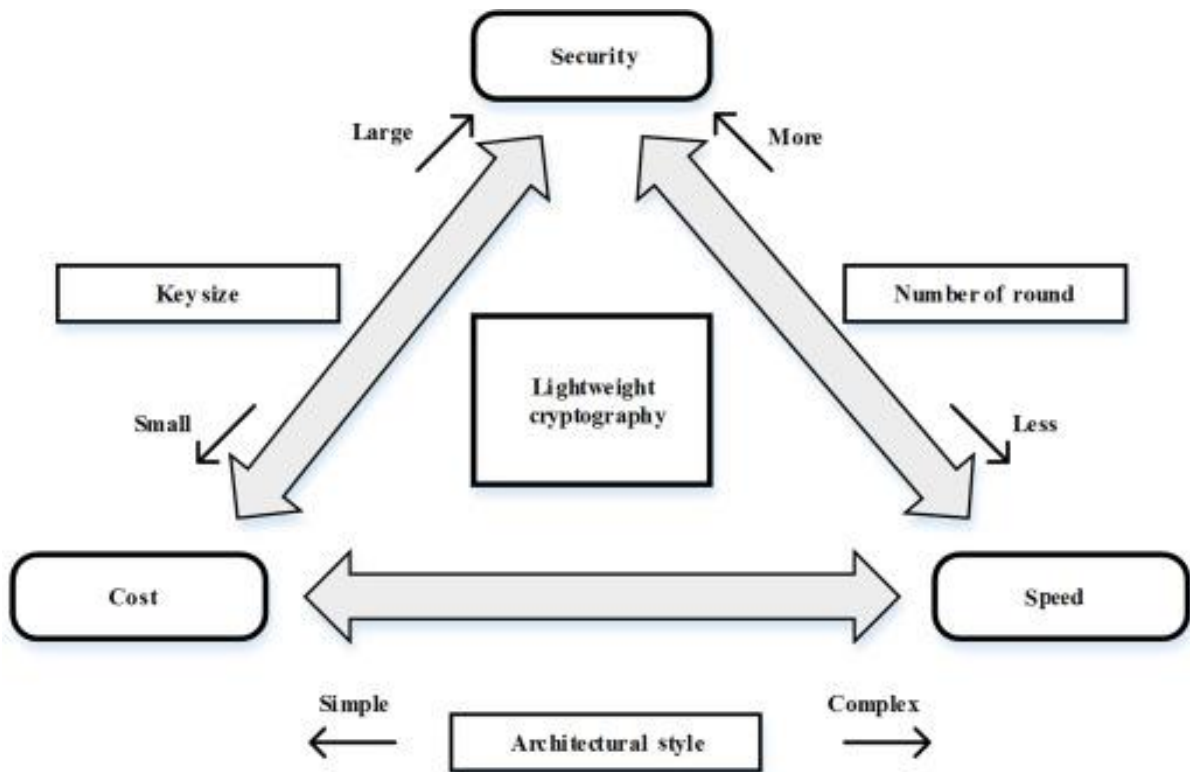 Security
Large
More
Key size
Number of round
Lightweight
cryptography
Small
Less
Cost
Speed
Simple
Complex
Architectural style